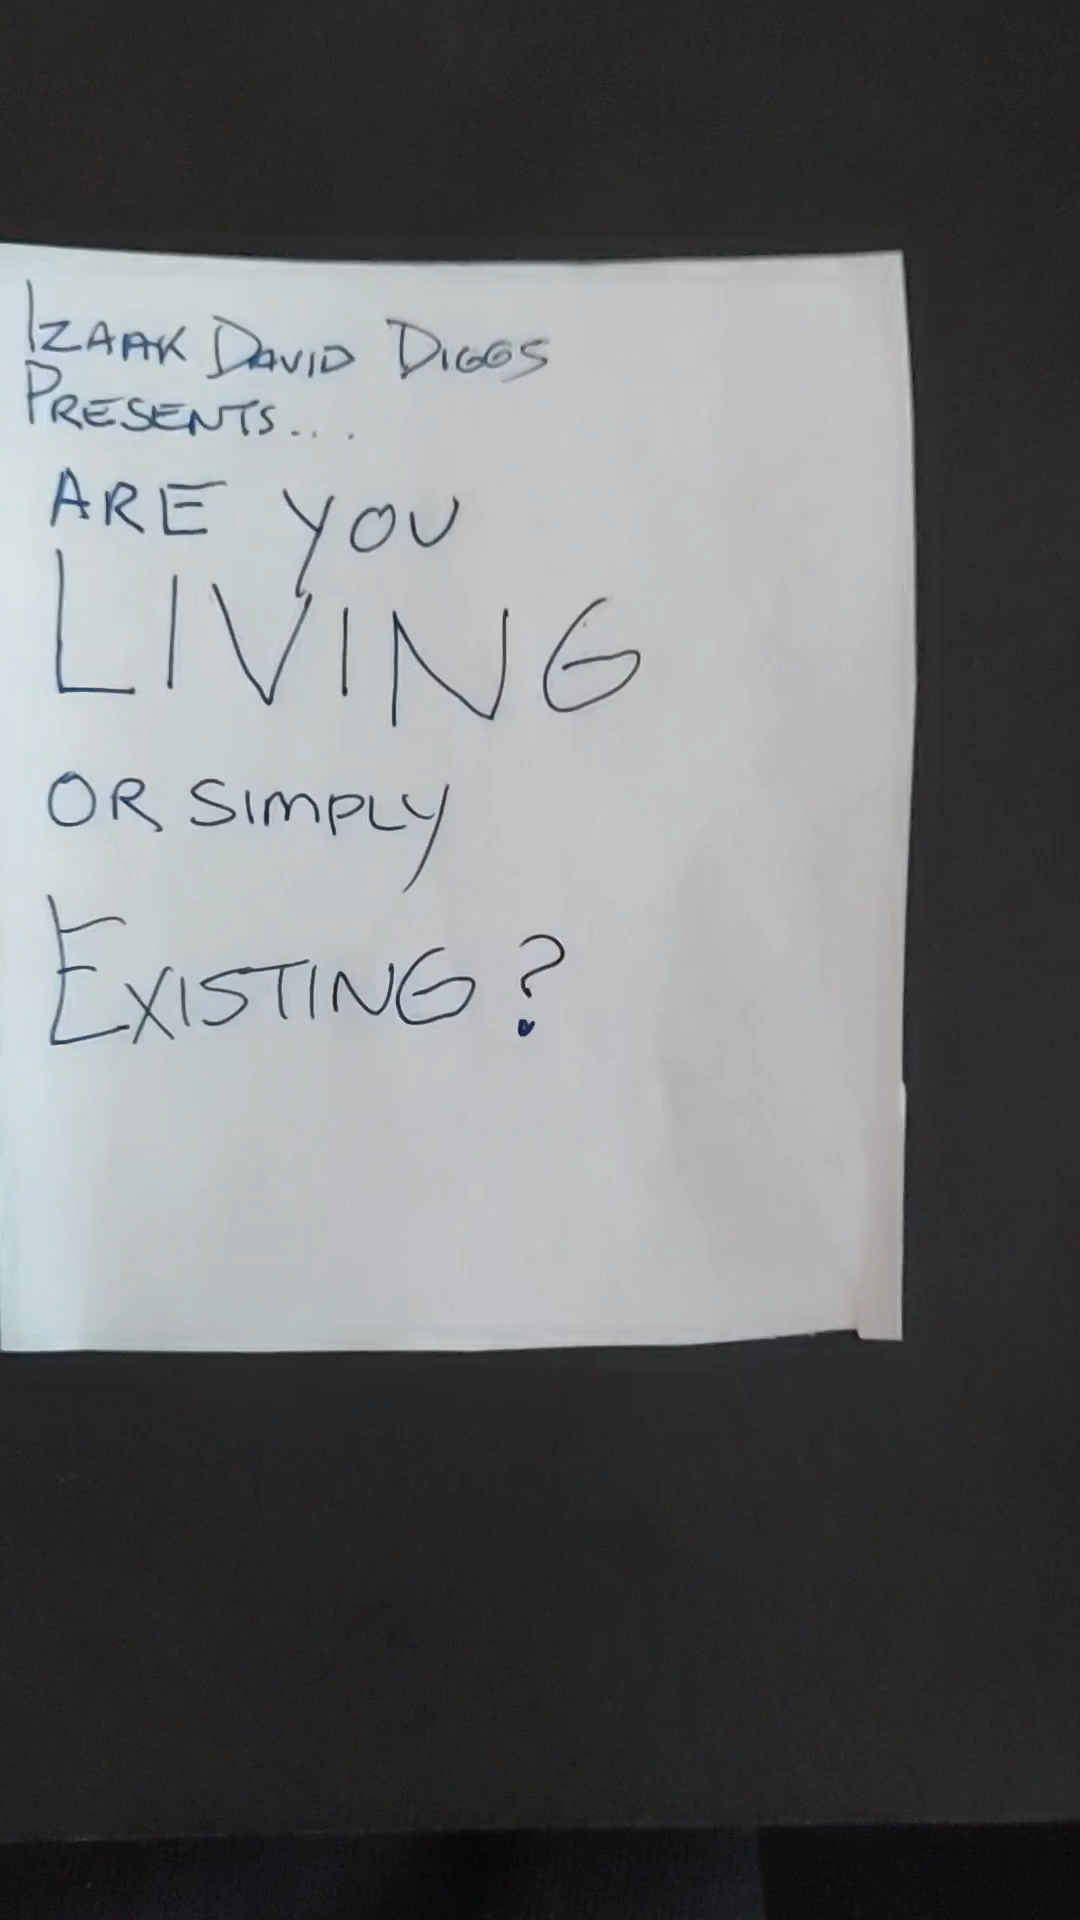 IZAAK DAVID DIGGS
PRESENTS...
ARE YOU
LIVING
OR SIMPLY
EXISTING?